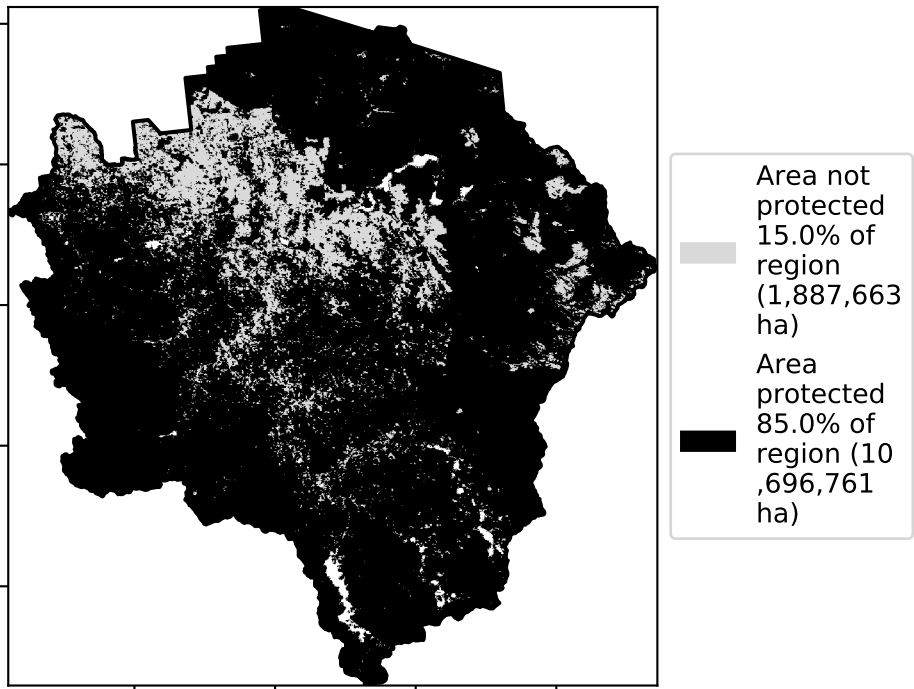 Area not
protected
15.0% of
region
(1,887,663
ha)
Area
protected
85.0% of
region (10
,696,761
ha)